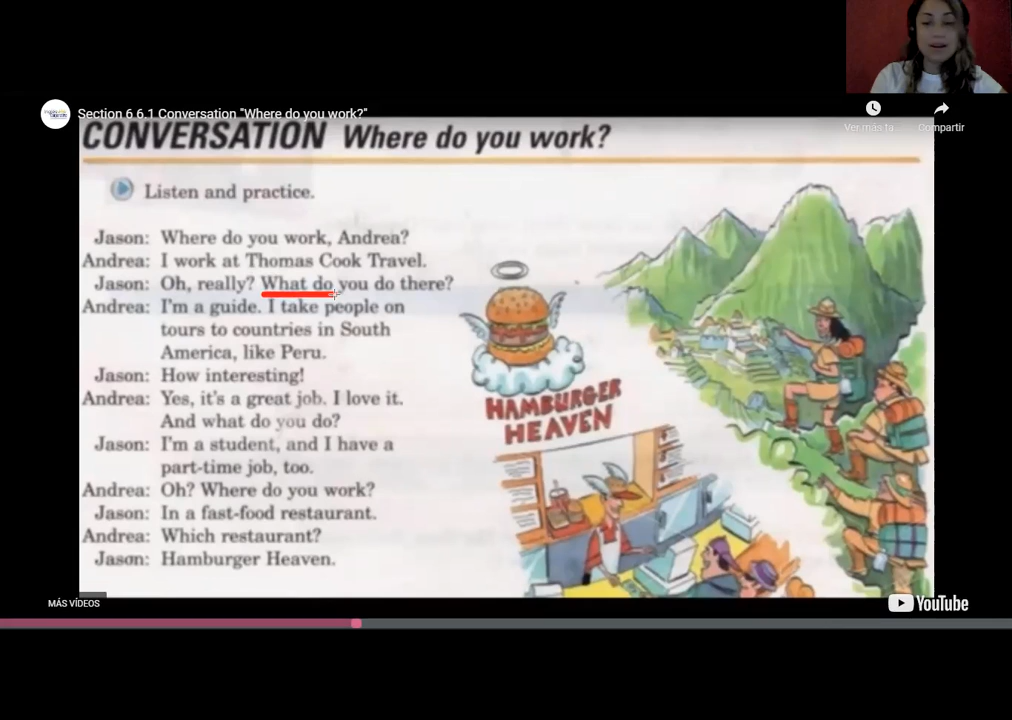 Section 6 6.1 Conversation "Where do you work?"
Ver más ta...
Compartir
CONVERSATION Where do you work?
Listen and practice.
Jason: Where do you work, Andrea?
Andrea: I work at Thomas Cook Travel.
Jason: Oh, really? What do you do there?
Andrea: I'm a guide. I take people on
tours to countries in South
America, like Peru.
Jason: How interesting!
Andrea: Yes, it's a great job. I love it.
And what do you do?
Jason: I'm a student, and I have a
part-time job, too.
Andrea: Oh? Where do you work?
Jason: In a fast-food restaurant.
Andrea: Which restaurant?
Jason: Hamburger Heaven.
HAMBURGER
HEAVEN
MÁS VÍDEOS
YouTube